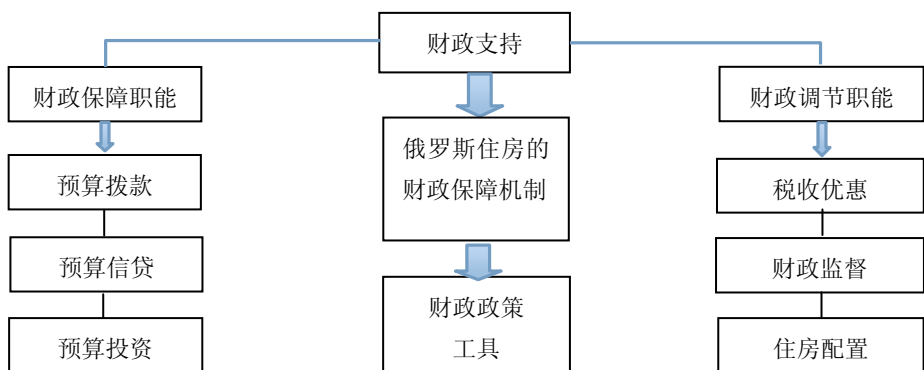 财政支持
财政保障职能
财政调节职能
俄罗斯住房的
财政保障机制
预算拨款
税收优惠
预算信贷
财政监督
财政政策
工具
预算投资
住房配置